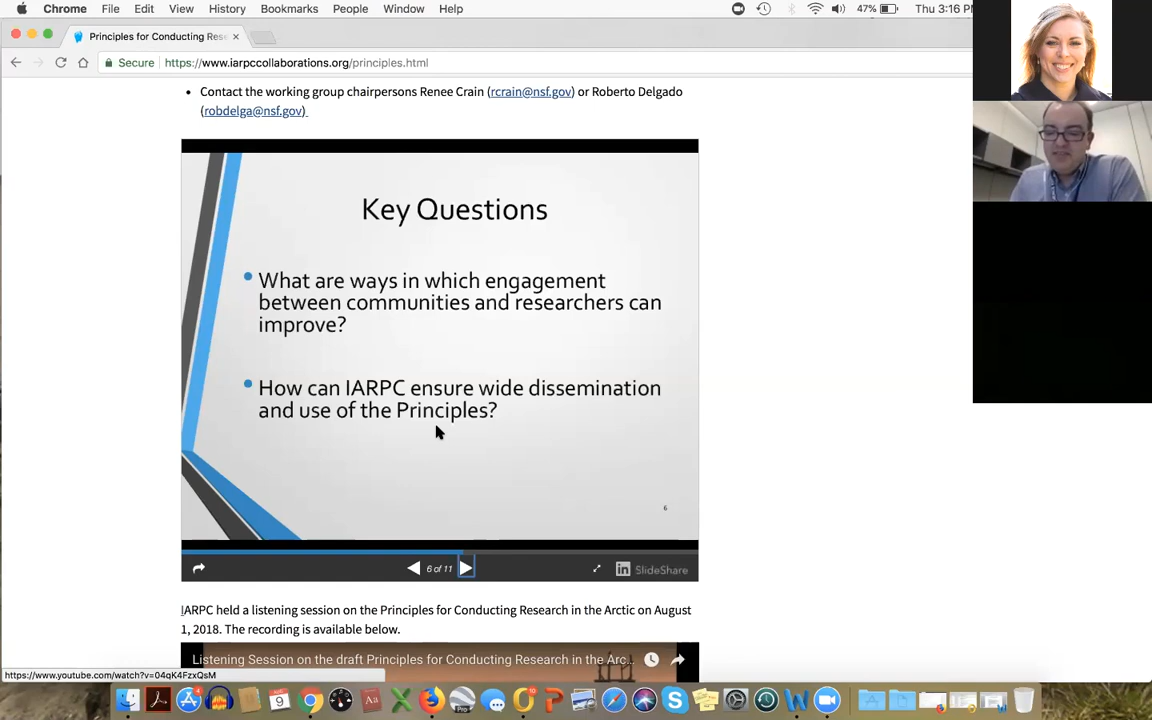 Chrome File Edit View History Bookmarks People Window Help 47% Thu 3:16 PM
Principles for Conducting Res
Secure https://www.iarpccollaborations.org/principles.html
• Contact the working group chairpersons Renee Crain (rcrain@nsf.gov) or Roberto Delgado
(robdelga@nsf.gov)
Key Questions
• What are ways in which engagement
between communities and researchers can
improve?
• How can IARPC ensure wide dissemination
and use of the Principles?
6
6 of 11
in SlideShare
IARPC held a listening session on the Principles for Conducting Research in the Arctic on August
1, 2018. The recording is available below.
Listening Session on the draft Principles for Conducting Research in the Arc...
https://www.youtube.com/watch?v=04qK4FzxQsM